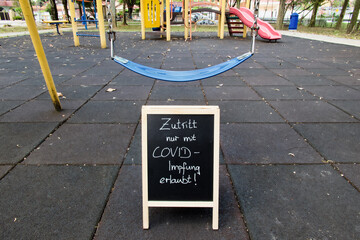 Zutritt
nur mit
COVID-
Impfung
erlaubt!